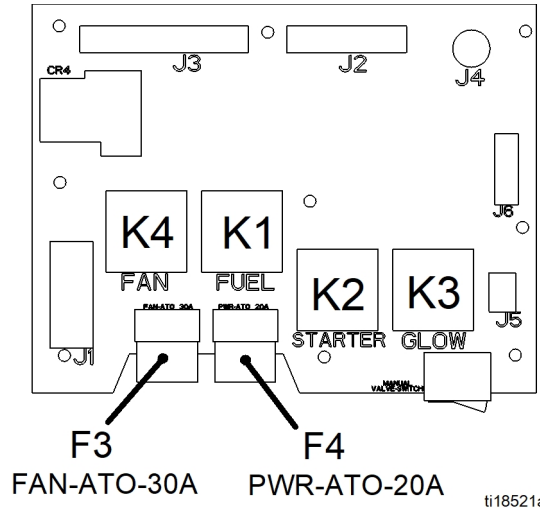 J3
J2
J4
CR4
J6
K4
K1
FAN
FUEL
K2
K3
STARTER
GLOW
J5
J1
FAN-ATO 30A
PWR-ATO 20A
MANUAL
VALVE-SWITCH
F3
FAN-ATO-30A
F4
PWR-ATO-20A
ti18521a